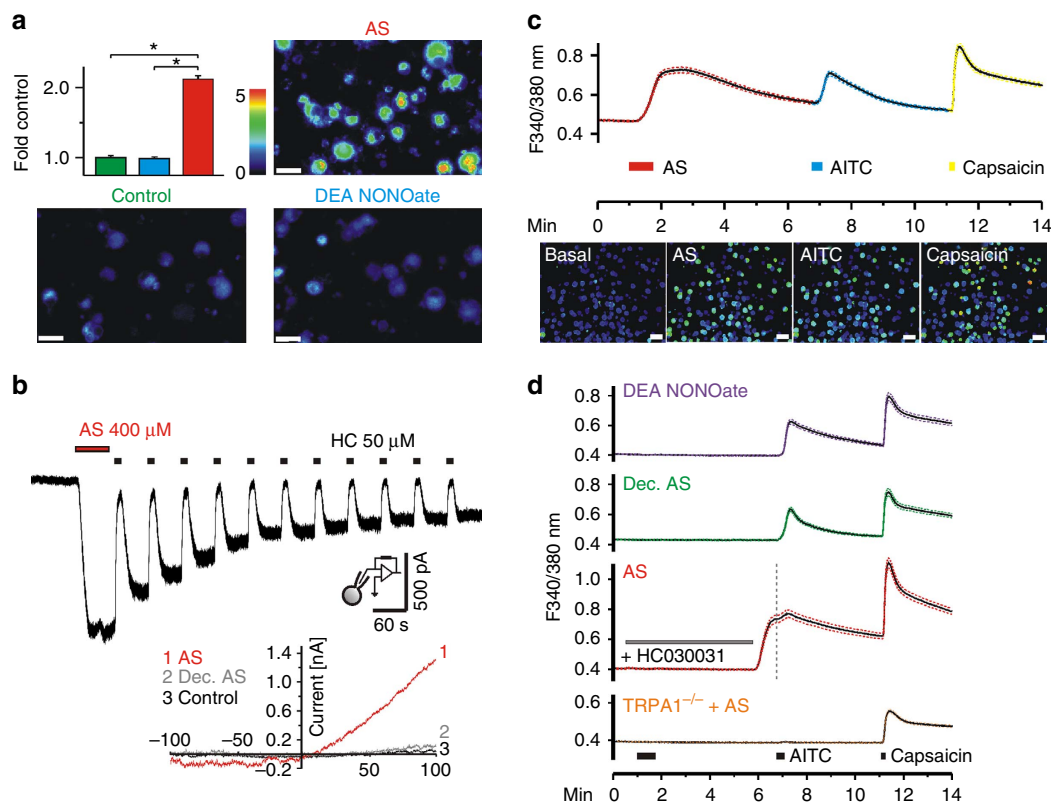 a
AS
Fold control
2.0
1.0
*
*
5
0
Control
DEA NONOate
b
AS 400 μM
HC 50 μM
500 pA
60 s
1 AS
2 Dec. AS
3 Control
Current [nA]
1.2
0.8
0.4
0.2
−0.2
−100
−50
50
100
1
2
3
c
F340/380 nm
0.8
0.6
0.4
AS
AITC
Capsaicin
Min
0
2
4
6
8
10
12
14
Basal
AS
AITC
Capsaicin
d
F340/380 nm
DEA NONOate
0.8
0.6
0.4
Dec. AS
0.8
0.6
0.4
AS
1.0
0.8
0.6
0.4
+ HC030031
TRPA1−/− + AS
0.6
0.4
AITC
Capsaicin
Min
0
2
4
6
8
10
12
14